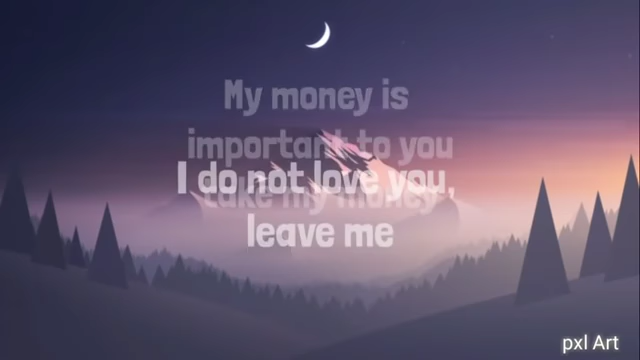 My money is
important to you
take my money,
I do not love you,
leave me
pxl Art